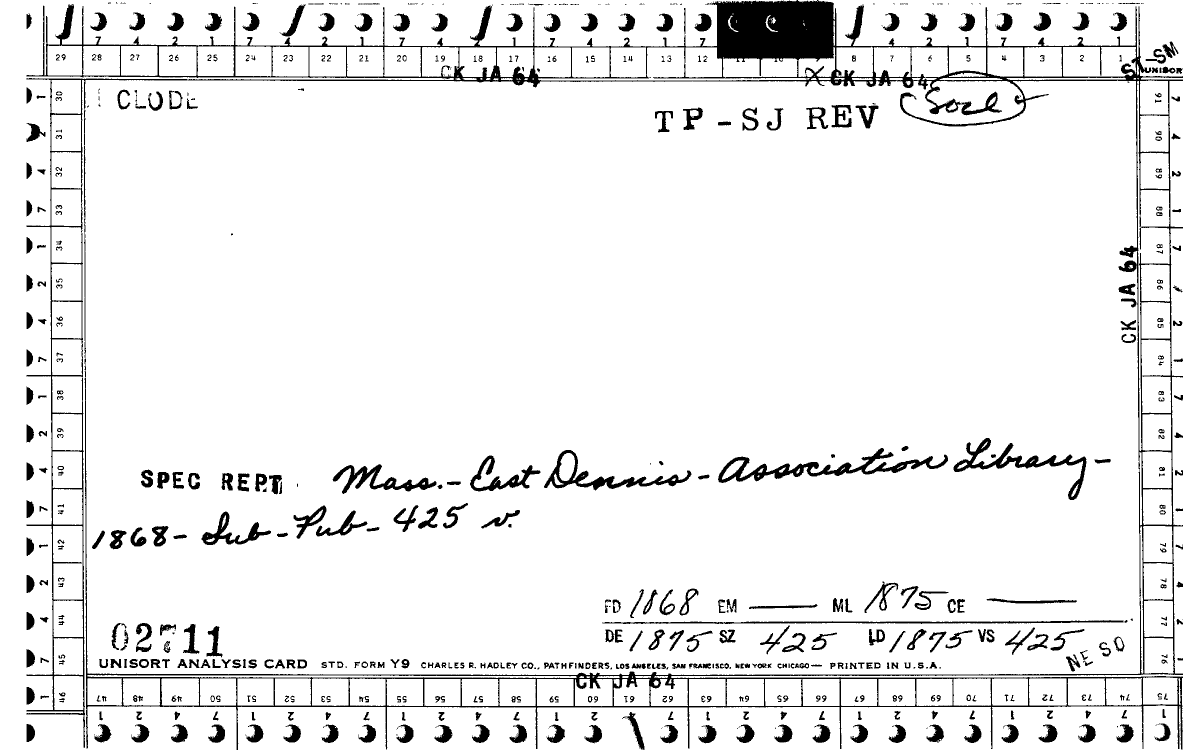 7 4 2 1 7 4 2 1 7 4 2 1 7 4 2 1 7 4 2 1 7 4 2 1
29 28 27 26 25 24 23 22 21 20 19 18 17 16 15 14 13 12 11 10 9 8 7 6 5 4 3 2 1
ST-SM
UNISORT
CK JA 64
X CK JA 64
CLODE
TP-SJ REV
30 31 32 33 34 35 36 37 38 39 40 41 42 43 44 45 46
91 90 89 88 87 86 85 84 83 82 81 80 79 78 77 76
CK JA 64
SPEC REPT Mass. - East Dennis - Association Library -
1868 - Sub - Pub - 425 v.
FD 1868 EM — ML 1875 CE —
DE 1875 SZ 425 LD 1875 VS 425
NE SO
02711
UNISORT ANALYSIS CARD STD. FORM Y9 CHARLES R. HADLEY CO., PATHFINDERS, LOS ANGELES, SAN FRANCISCO, NEW YORK CHICAGO — PRINTED IN U.S.A.
CK JA 64
47 48 49 50 51 52 53 54 55 56 57 58 59 60 61 62 63 64 65 66 67 68 69 70 71 72 73 74 75
1 2 4 7 1 2 4 7 1 2 4 7 1 2 4 7 1 2 4 7 1 2 4 7 1 2 4 7 1